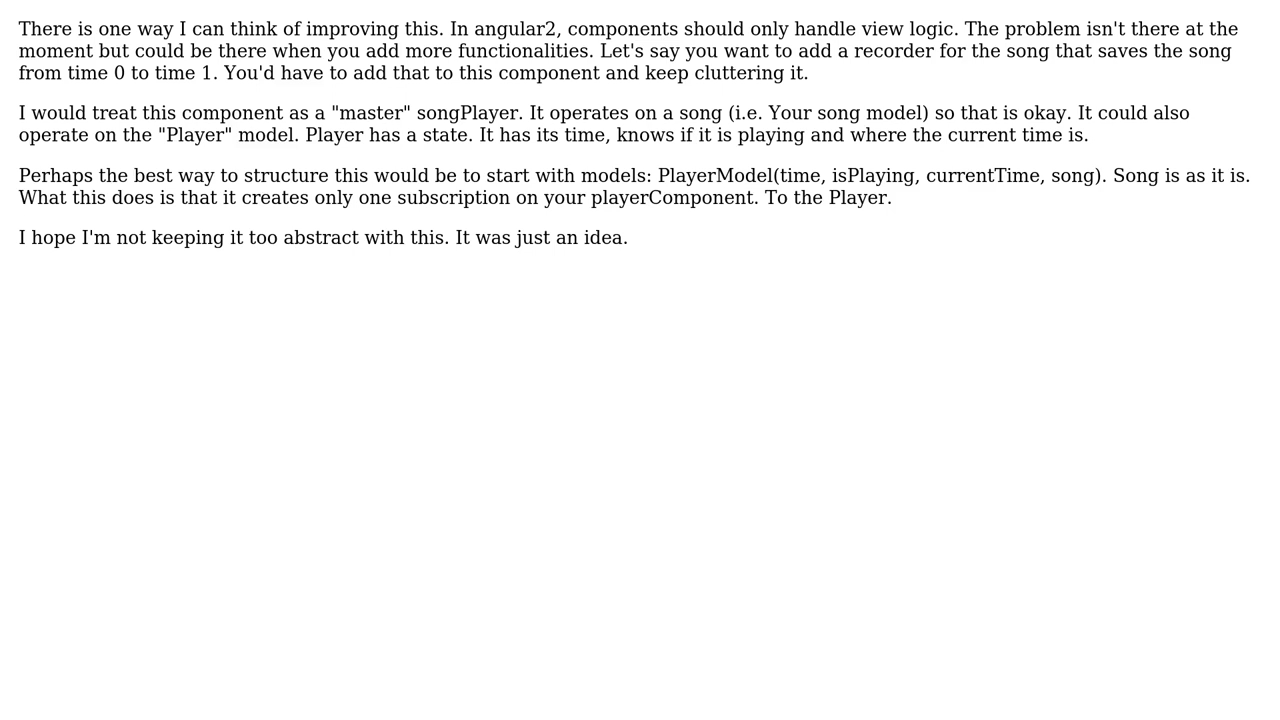 There is one way I can think of improving this. In angular2, components should only handle view logic. The problem isn't there at the
moment but could be there when you add more functionalities. Let's say you want to add a recorder for the song that saves the song
from time 0 to time 1. You'd have to add that to this component and keep cluttering it.
I would treat this component as a "master" songPlayer. It operates on a song (i.e. Your song model) so that is okay. It could also
operate on the "Player" model. Player has a state. It has its time, knows if it is playing and where the current time is.
Perhaps the best way to structure this would be to start with models: PlayerModel(time, isPlaying, currentTime, song). Song is as it is.
What this does is that it creates only one subscription on your playerComponent. To the Player.
I hope I'm not keeping it too abstract with this. It was just an idea.